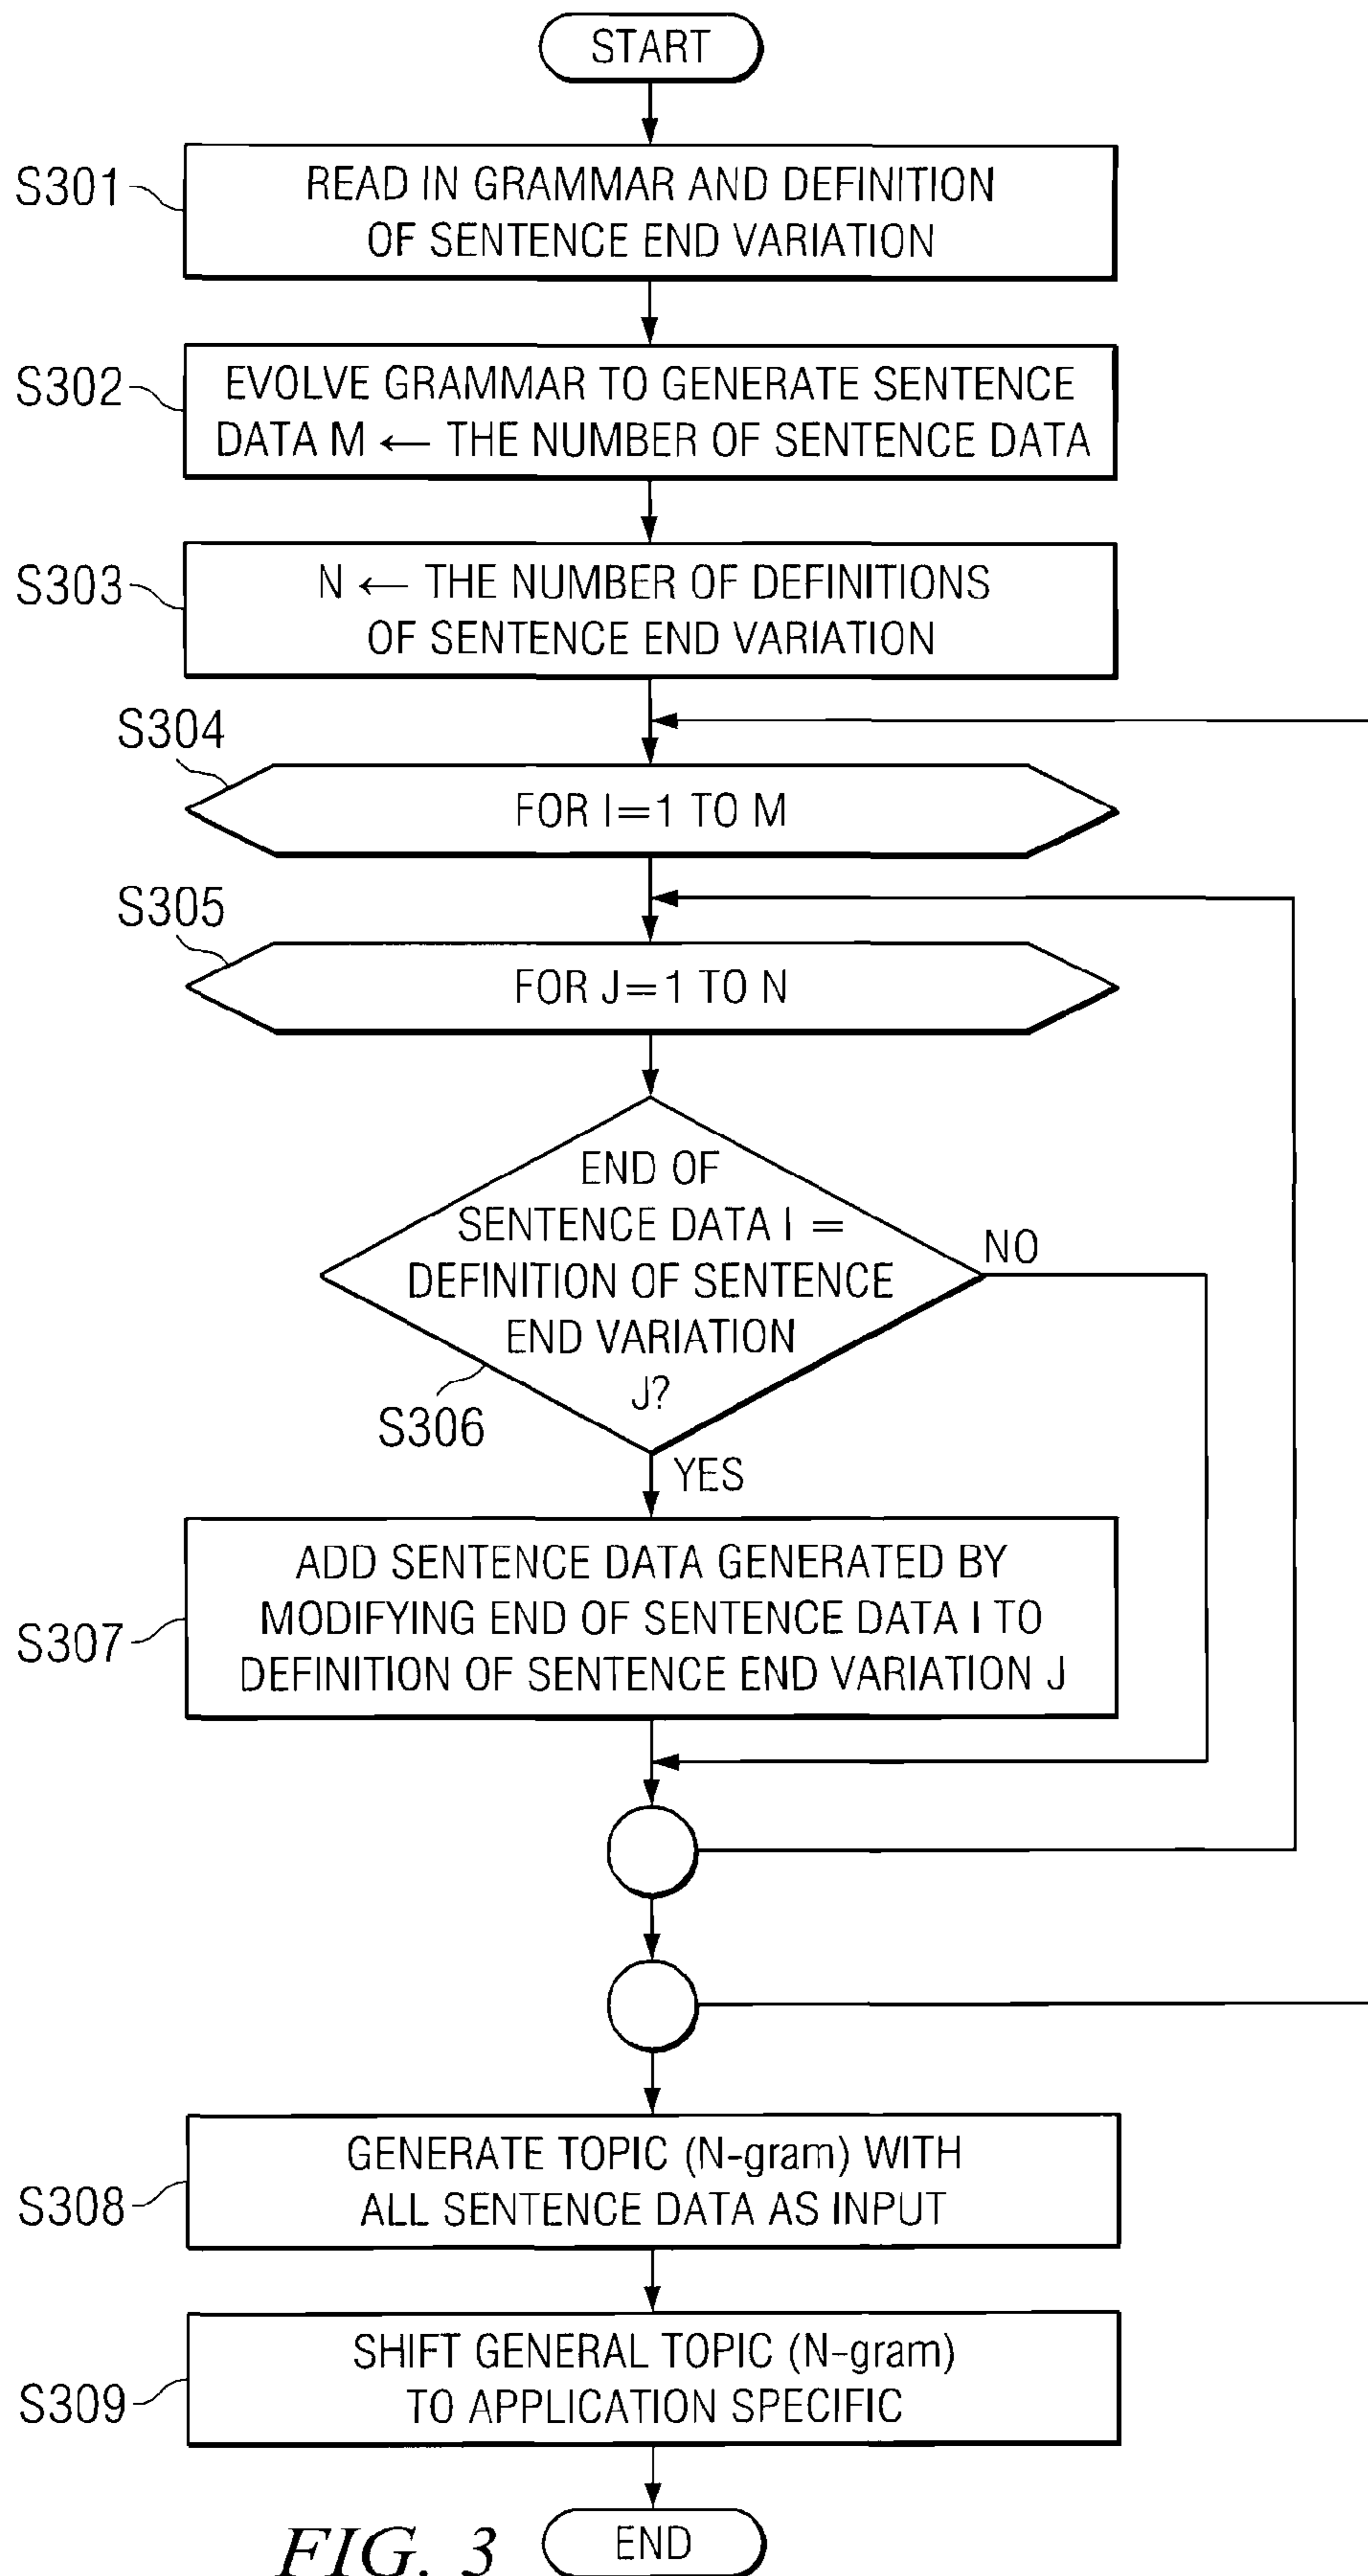 START
S301
READ IN GRAMMAR AND DEFINITION
OF SENTENCE END VARIATION
S302
EVOLVE GRAMMAR TO GENERATE SENTENCE
DATA M ← THE NUMBER OF SENTENCE DATA
S303
N ← THE NUMBER OF DEFINITIONS
OF SENTENCE END VARIATION
S304
FOR I=1 TO M
S305
FOR J=1 TO N
END OF
SENTENCE DATA I =
DEFINITION OF SENTENCE
END VARIATION
J?
NO
S306
YES
S307
ADD SENTENCE DATA GENERATED BY
MODIFYING END OF SENTENCE DATA I TO
DEFINITION OF SENTENCE END VARIATION J
S308
GENERATE TOPIC (N-gram) WITH
ALL SENTENCE DATA AS INPUT
S309
SHIFT GENERAL TOPIC (N-gram)
TO APPLICATION SPECIFIC
END
FIG. 3